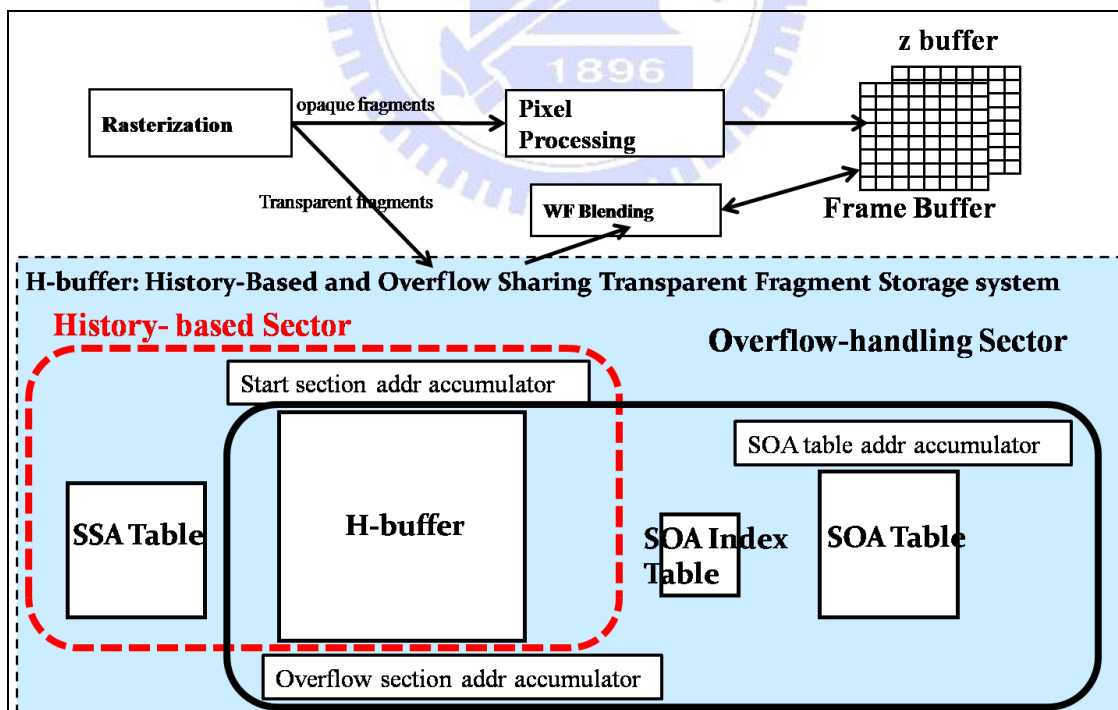 1896
z buffer
opaque fragments
Rasterization
Pixel
Processing
Transparent fragments
WF Blending
Frame Buffer
H-buffer: History-Based and Overflow Sharing Transparent Fragment Storage system
History- based Sector
Overflow-handling Sector
Start section addr accumulator
SOA table addr accumulator
SSA Table
H-buffer
SOA Index
Table
SOA Table
Overflow section addr accumulator